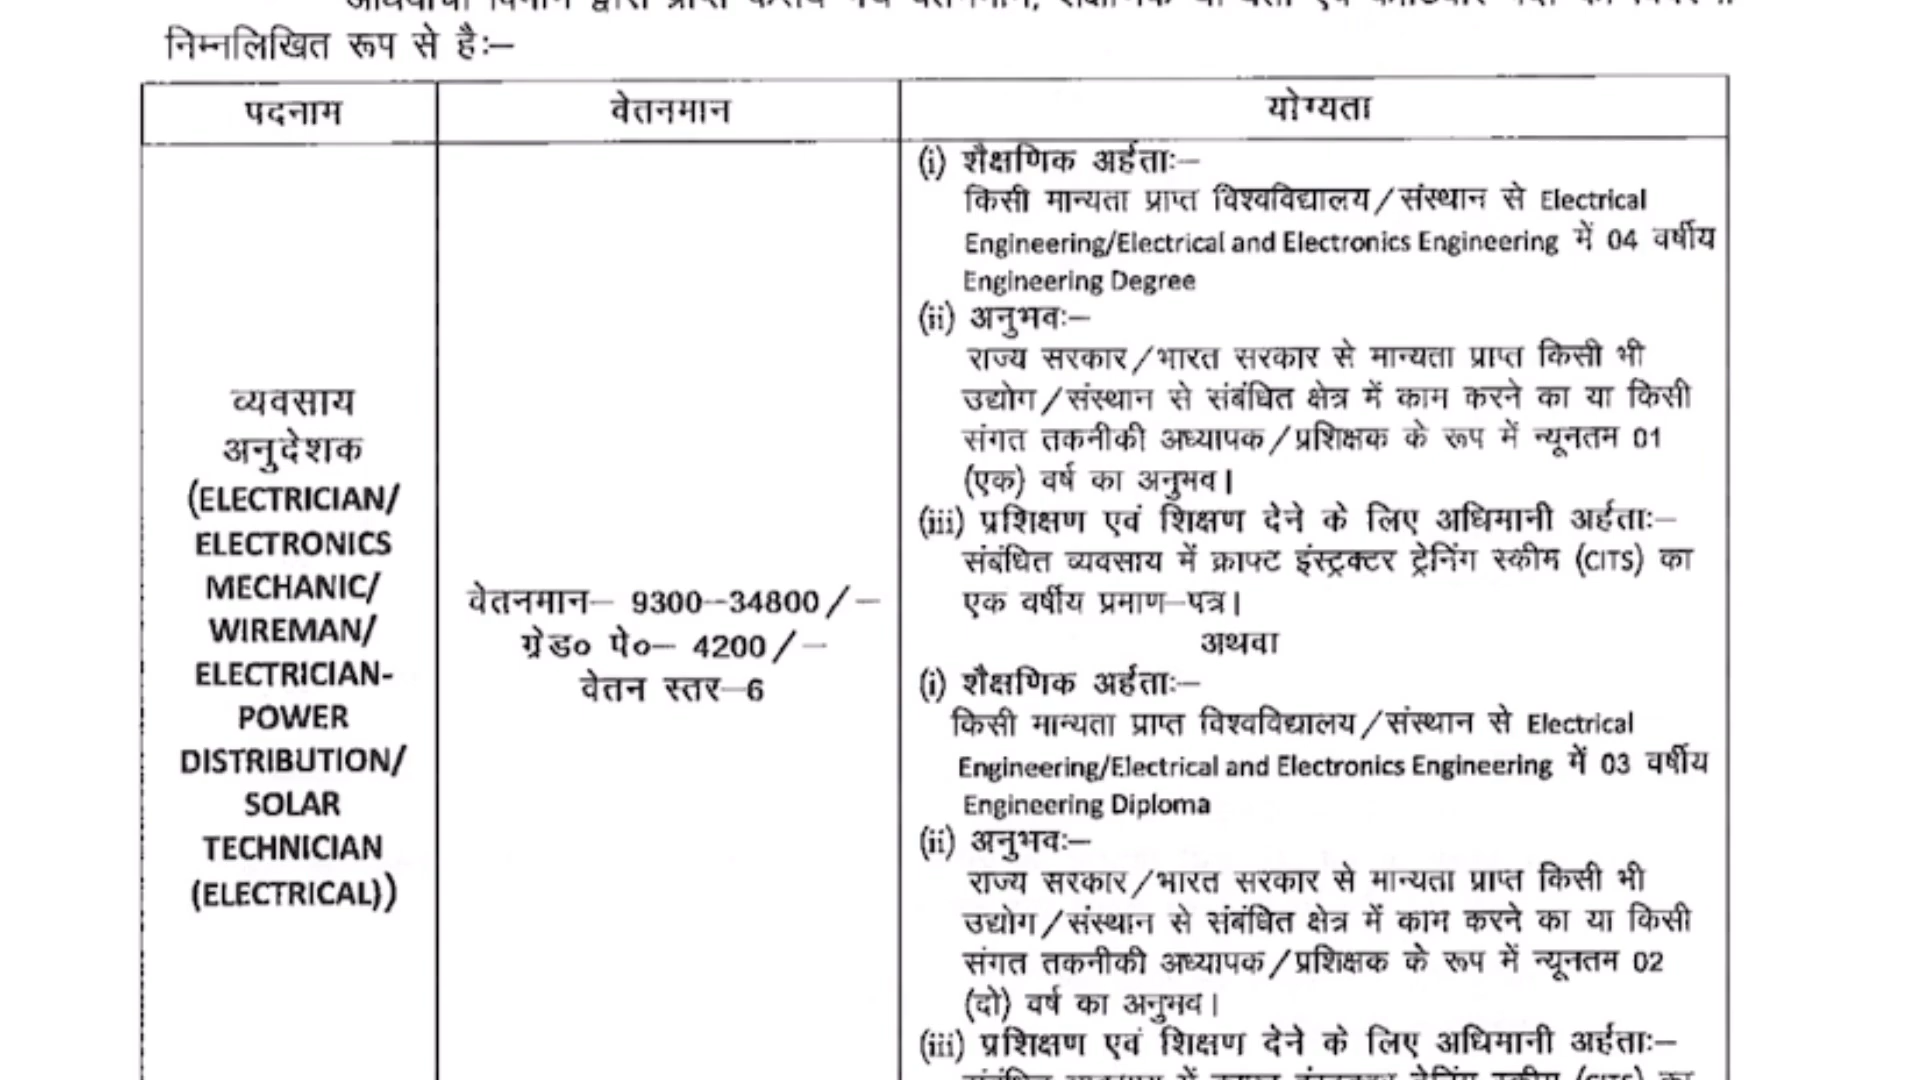 निम्नलिखित रूप से हैः–
पदनाम
वेतनमान
योग्यता
व्यवसाय
अनुदेशक
(ELECTRICIAN/
ELECTRONICS
MECHANIC/
WIREMAN/
ELECTRICIAN-
POWER
DISTRIBUTION/
SOLAR
TECHNICIAN
(ELECTRICAL))
वेतनमान– 9300–34800/–
ग्रेड० पे०– 4200/–
वेतन स्तर–6
(i) शैक्षणिक अर्हताः–
किसी मान्यता प्राप्त विश्वविद्यालय/संस्थान से Electrical
Engineering/Electrical and Electronics Engineering में 04 वर्षीय
Engineering Degree
(ii) अनुभवः–
राज्य सरकार/भारत सरकार से मान्यता प्राप्त किसी भी
उद्योग/संस्थान से संबंधित क्षेत्र में काम करने का या किसी
संगत तकनीकी अध्यापक/प्रशिक्षक के रूप में न्यूनतम 01
(एक) वर्ष का अनुभव।
(iii) प्रशिक्षण एवं शिक्षण देने के लिए अधिमानी अर्हताः–
संबंधित व्यवसाय में क्राफ्ट इंस्ट्रक्टर ट्रेनिंग स्कीम (CITS) का
एक वर्षीय प्रमाण–पत्र।
अथवा
(i) शैक्षणिक अर्हताः–
किसी मान्यता प्राप्त विश्वविद्यालय/संस्थान से Electrical
Engineering/Electrical and Electronics Engineering में 03 वर्षीय
Engineering Diploma
(ii) अनुभवः–
राज्य सरकार/भारत सरकार से मान्यता प्राप्त किसी भी
उद्योग/संस्थान से संबंधित क्षेत्र में काम करने का या किसी
संगत तकनीकी अध्यापक/प्रशिक्षक के रूप में न्यूनतम 02
(दो) वर्ष का अनुभव।
(iii) प्रशिक्षण एवं शिक्षण देने के लिए अधिमानी अर्हताः–